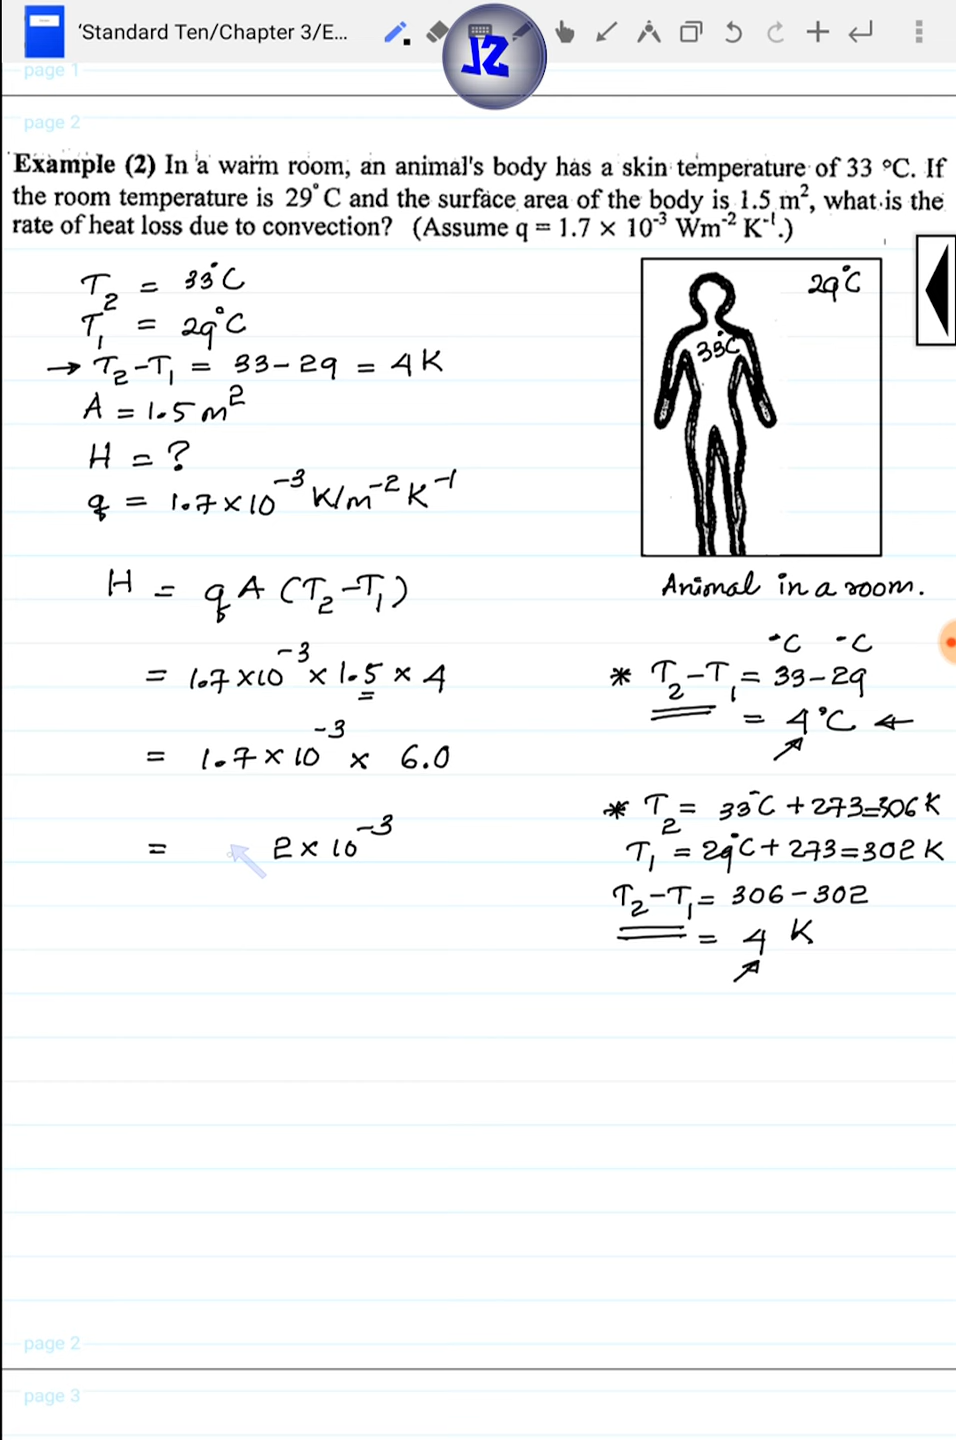 'Standard Ten/Chapter 3/E...
JZ
page 1
page 2
Example (2) In a warm room, an animal's body has a skin temperature of 33 °C. If
the room temperature is 29°C and the surface area of the body is 1.5 m², what is the
rate of heat loss due to convection? (Assume q = 1.7 × 10⁻³ Wm⁻² K⁻¹.)
T₂ = 33°C
T₁ = 29°C
→ T₂-T₁ = 33-29 = 4K
A = 1.5 m²
H = ?
q = 1.7×10⁻³ K/m⁻² K⁻¹
29°C
33°C
Animal in a room.
H = qA (T₂-T₁)
= 1.7×10⁻³ × 1.5 × 4
= 1.7×10⁻³ × 6.0
= 2×10⁻³
°C °C
* T₂-T₁ = 33-29
= 4°C ←
* T₂ = 33°C + 273=306K
T₁ = 29°C + 273=302K
T₂-T₁ = 306-302
= 4 K
page 2
page 3